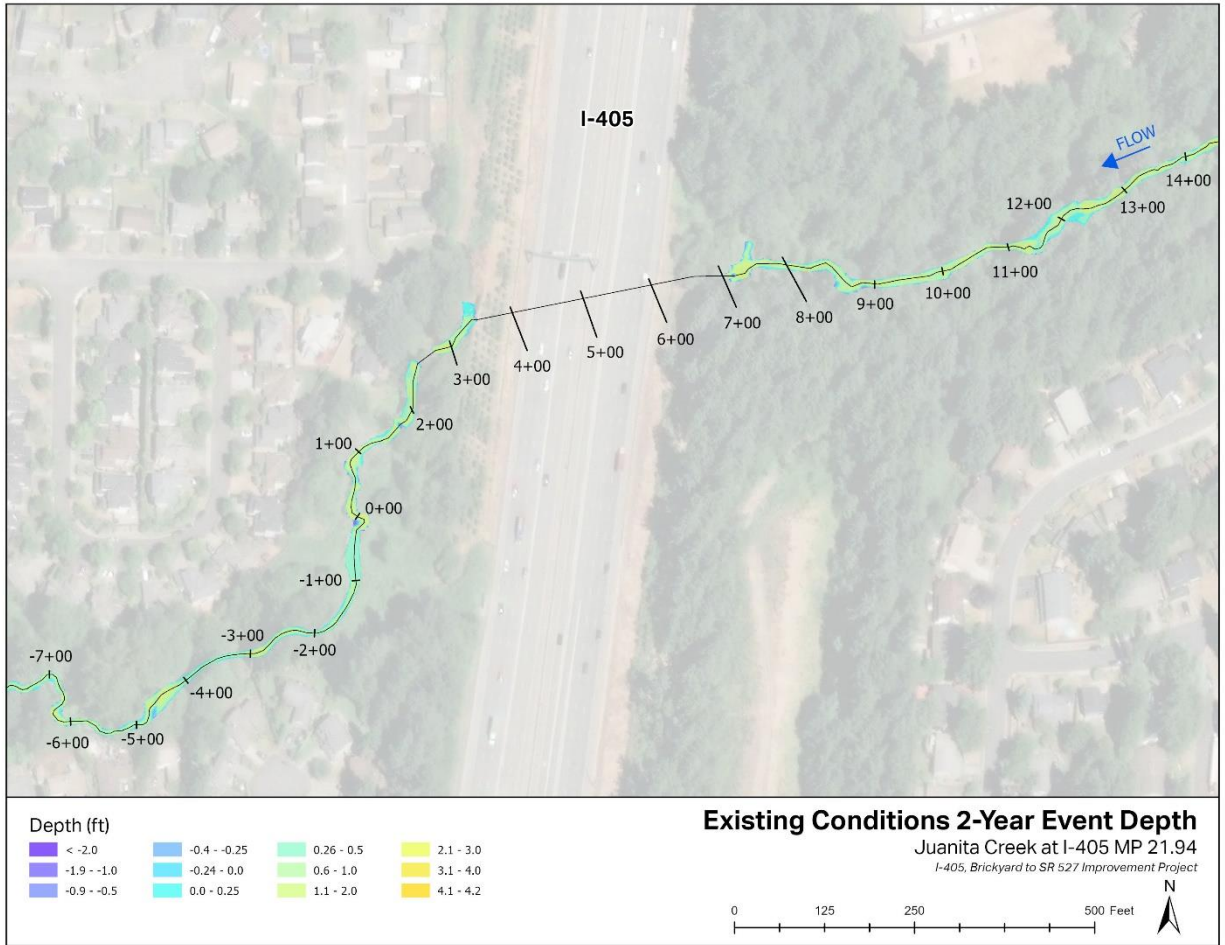 I-405
FLOW
14+00
13+00
12+00
11+00
10+00
9+00
8+00
7+00
6+00
5+00
4+00
3+00
2+00
1+00
0+00
-1+00
-2+00
-3+00
-4+00
-5+00
-6+00
-7+00
Depth (ft)
< -2.0
-1.9 - -1.0
-0.9 - -0.5
-0.4 - -0.25
-0.24 - 0.0
0.0 - 0.25
0.26 - 0.5
0.6 - 1.0
1.1 - 2.0
2.1 - 3.0
3.1 - 4.0
4.1 - 4.2
Existing Conditions 2-Year Event Depth
Juanita Creek at I-405 MP 21.94
I-405, Brickyard to SR 527 Improvement Project
N
0 125 250 500 Feet